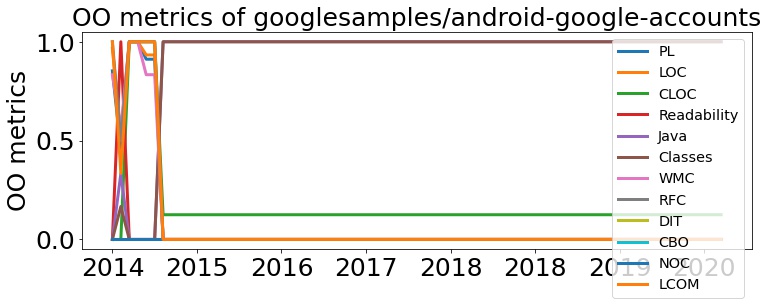 OO metrics of googlesamples/android-google-accounts
OO metrics
1.0
0.5
0.0
2014 2015 2016 2017 2018 2018 2019 2020
PL
LOC
CLOC
Readability
Java
Classes
WMC
RFC
DIT
CBO
NOC
LCOM